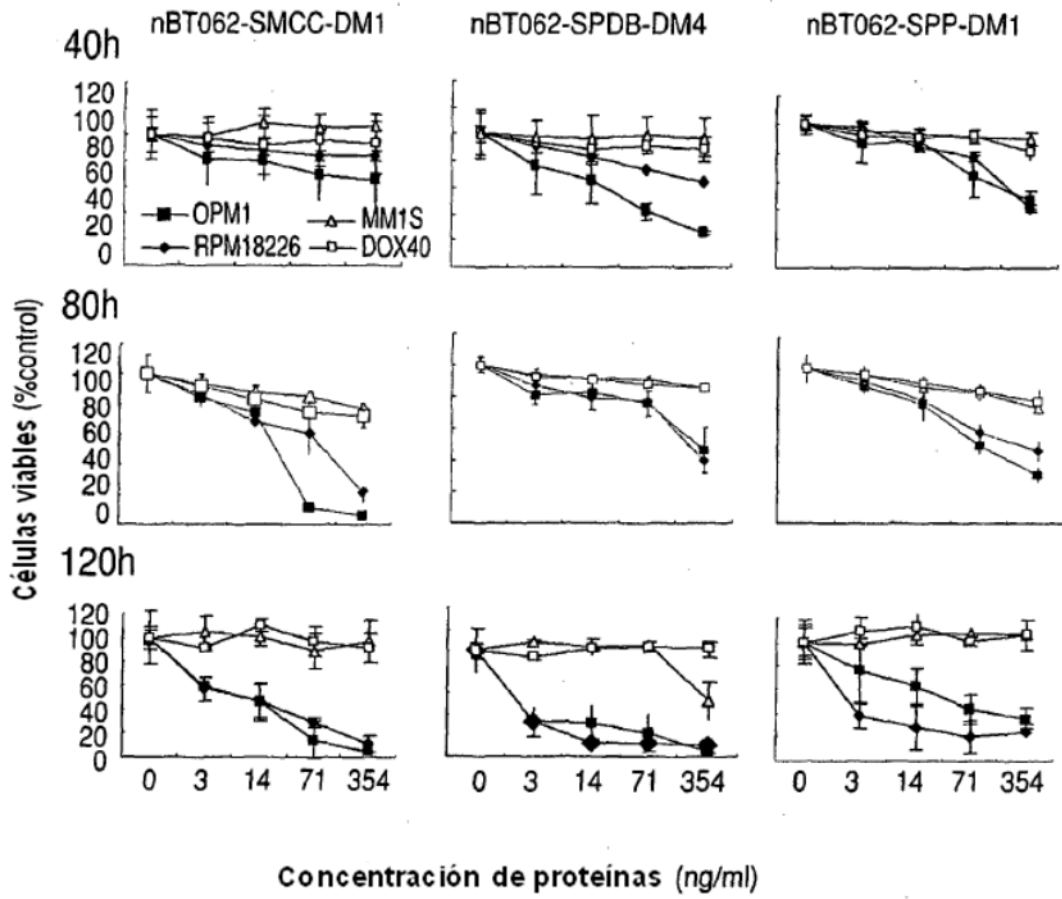 nBT062-SMCC-DM1 nBT062-SPDB-DM4 nBT062-SPP-DM1
40h
120
100
80
60
40
20
0
OPM1 MM1S
RPM18226 DOX40
80h
120
100
80
60
40
20
0
120h
120
100
80
60
40
20
0
0 3 14 71 354 0 3 14 71 354 0 3 14 71 354
Células viables (%control)
Concentración de proteínas (ng/ml)